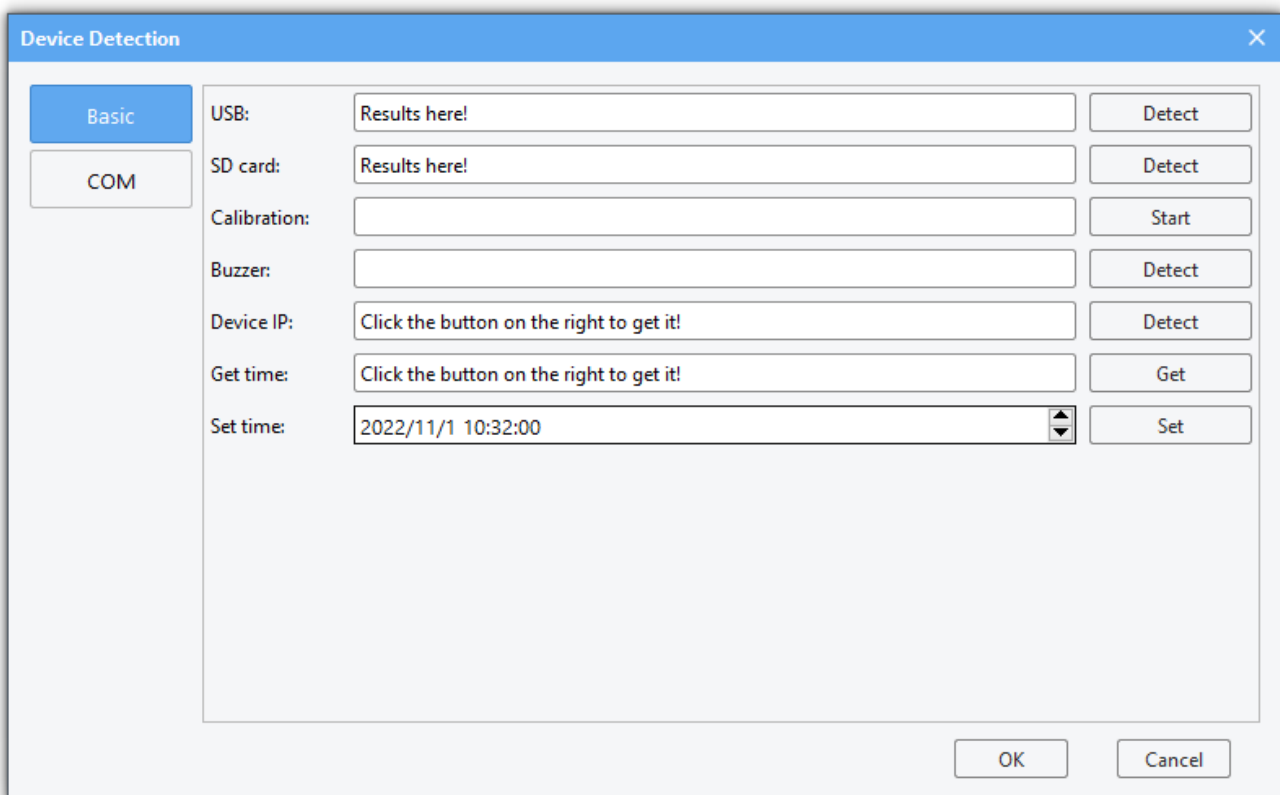 Device Detection
Basic
COM
USB: Results here! Detect
SD card: Results here! Detect
Calibration: Start
Buzzer: Detect
Device IP: Click the button on the right to get it! Detect
Get time: Click the button on the right to get it! Get
Set time: 2022/11/1 10:32:00 Set
OK Cancel